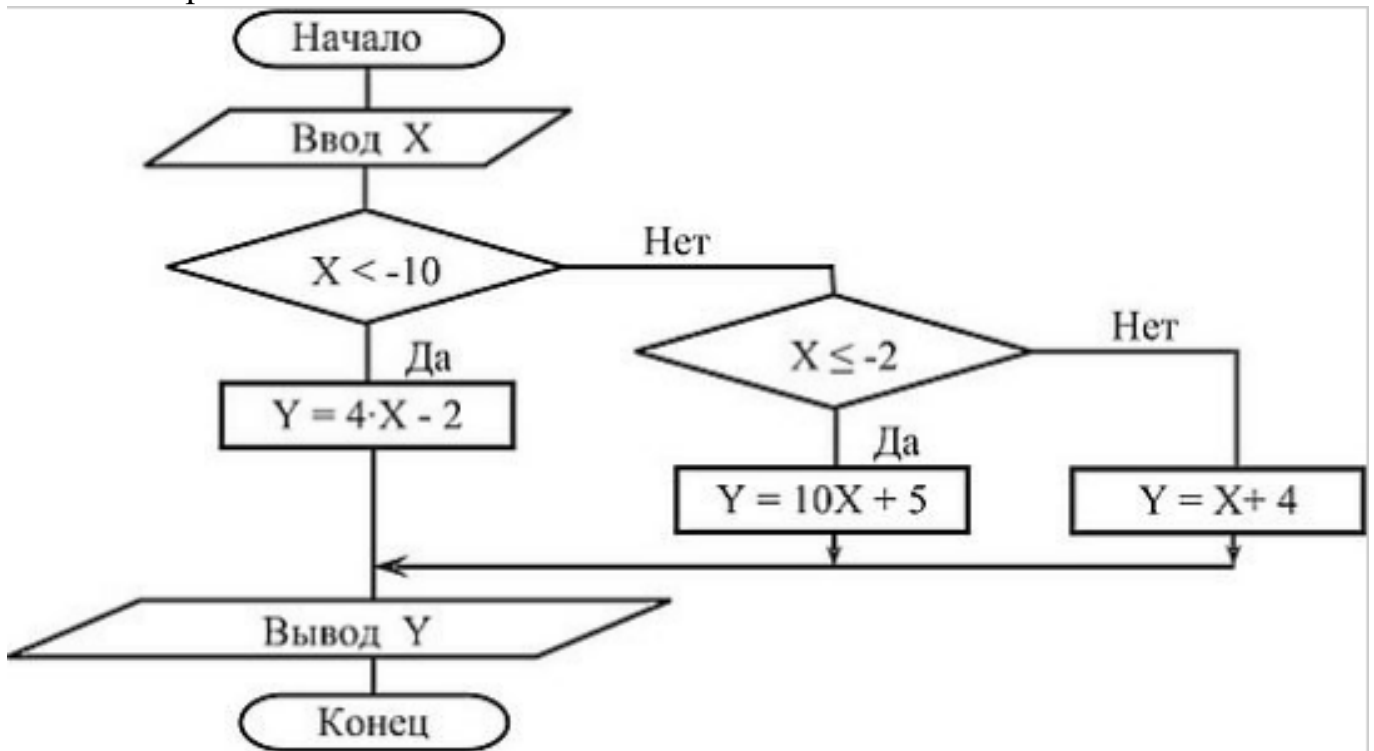 Начало
Ввод X
X < -10
Нет
X ≤ -2
Нет
Да
Y = 4·X - 2
Да
Y = 10X + 5
Y = X+ 4
Вывод Y
Конец